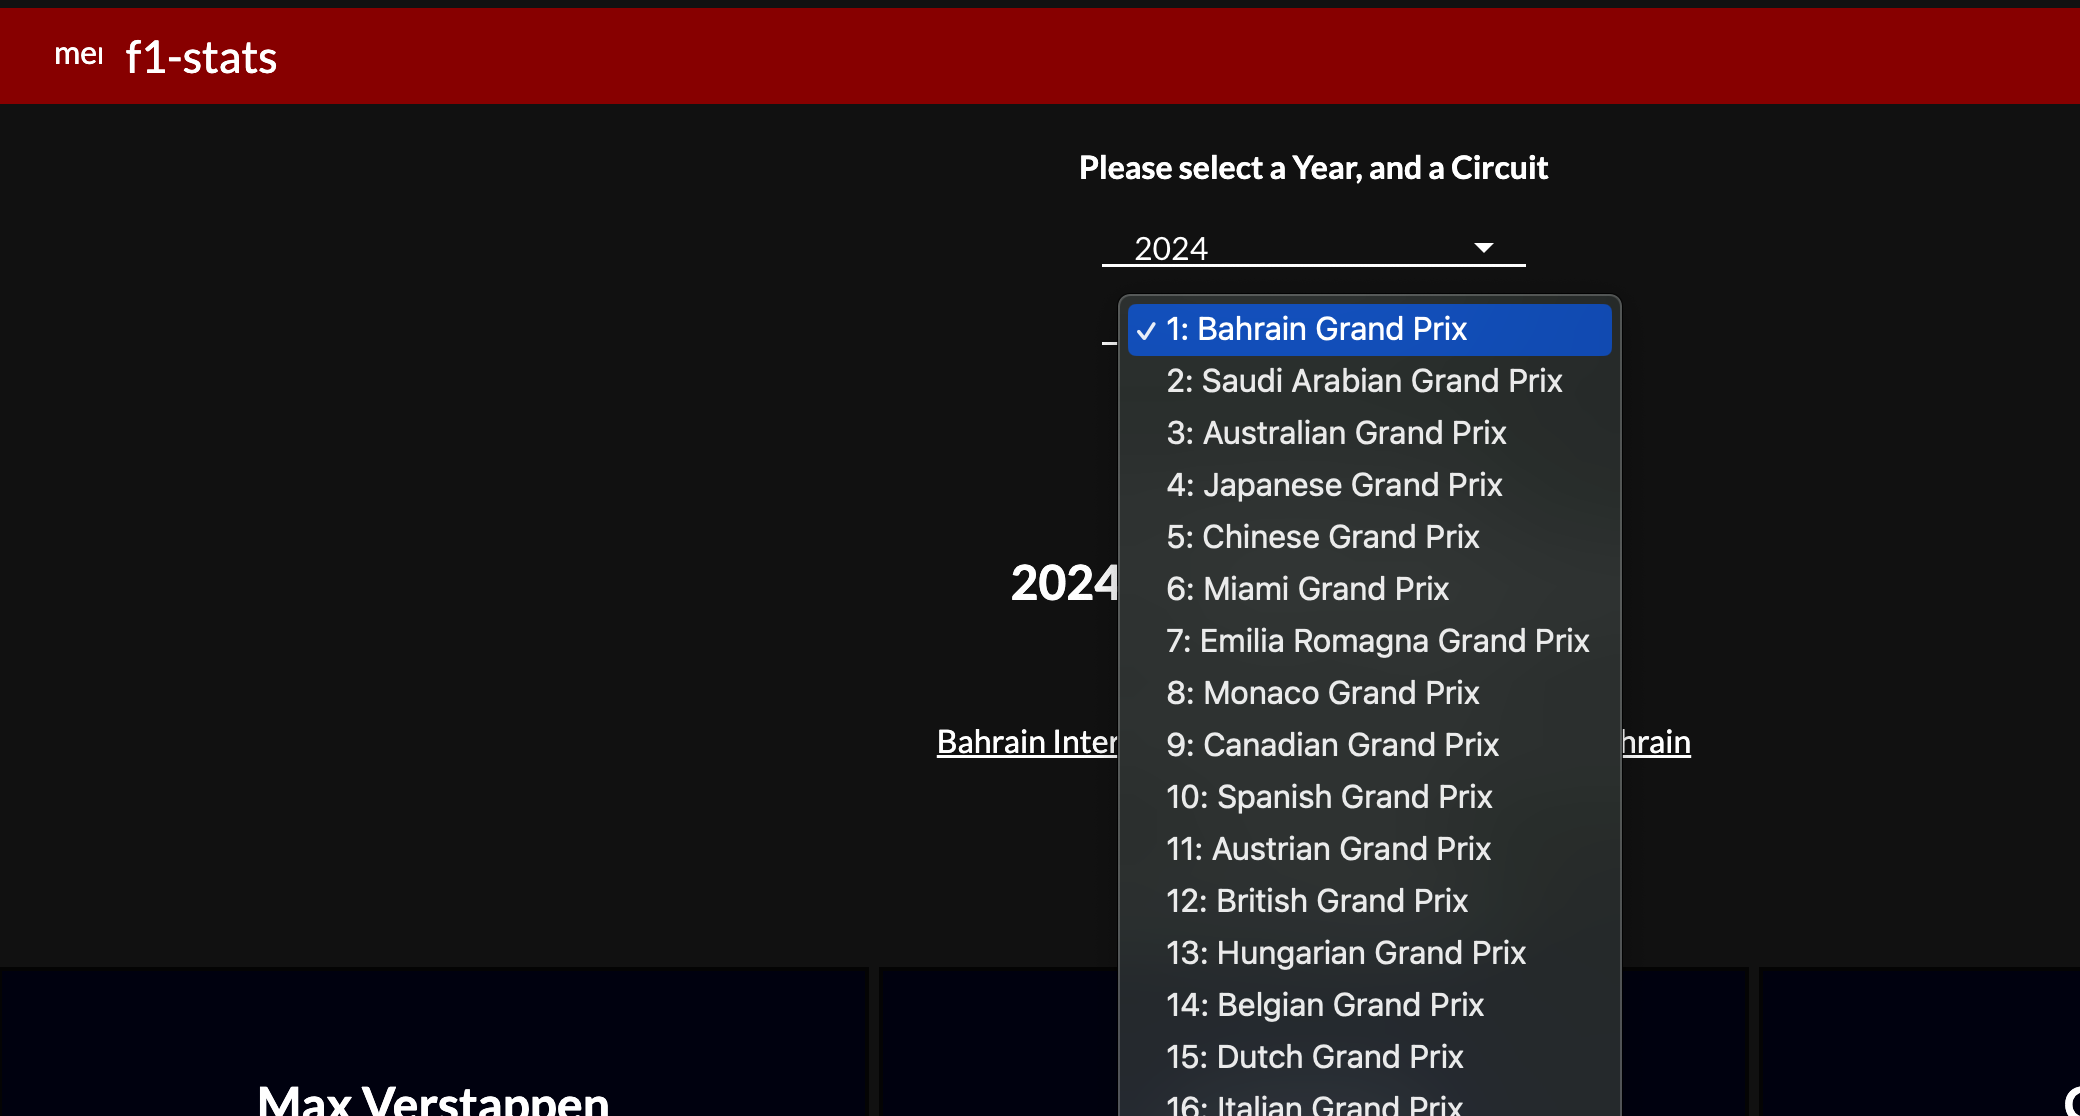 mer f1-stats
Please select a Year, and a Circuit
2024
✓ 1: Bahrain Grand Prix
2: Saudi Arabian Grand Prix
3: Australian Grand Prix
4: Japanese Grand Prix
5: Chinese Grand Prix
6: Miami Grand Prix
7: Emilia Romagna Grand Prix
8: Monaco Grand Prix
9: Canadian Grand Prix
10: Spanish Grand Prix
11: Austrian Grand Prix
12: British Grand Prix
13: Hungarian Grand Prix
14: Belgian Grand Prix
15: Dutch Grand Prix
16: Italian Grand Prix
2024
Bahrain Inter
hrain
Max Verstappen